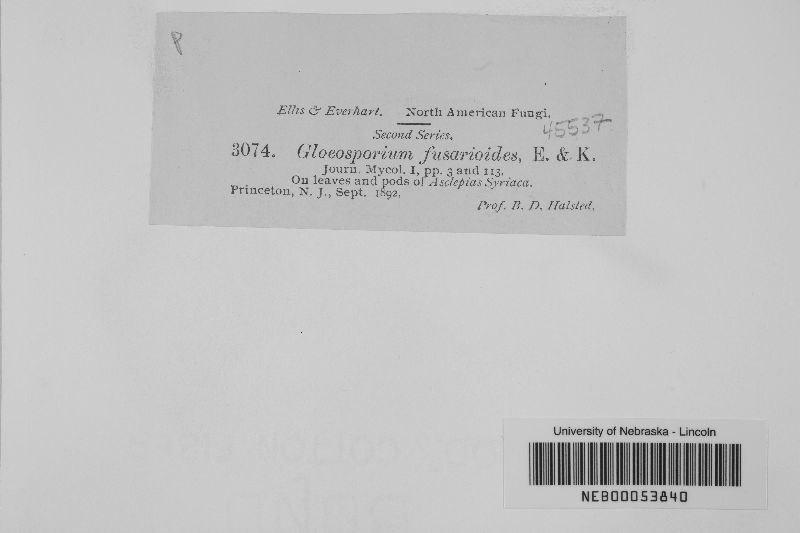 P
Ellis & Everhart. North American Fungi.
45537
Second Series.
3074. Gloeosporium fusarioides, E. & K.
Journ. Mycol. I, pp. 3 and 113.
On leaves and pods of Asclepias Syriaca.
Princeton, N. J., Sept. 1892.
Prof. B. D. Halsted.
University of Nebraska - Lincoln
NEB00053840